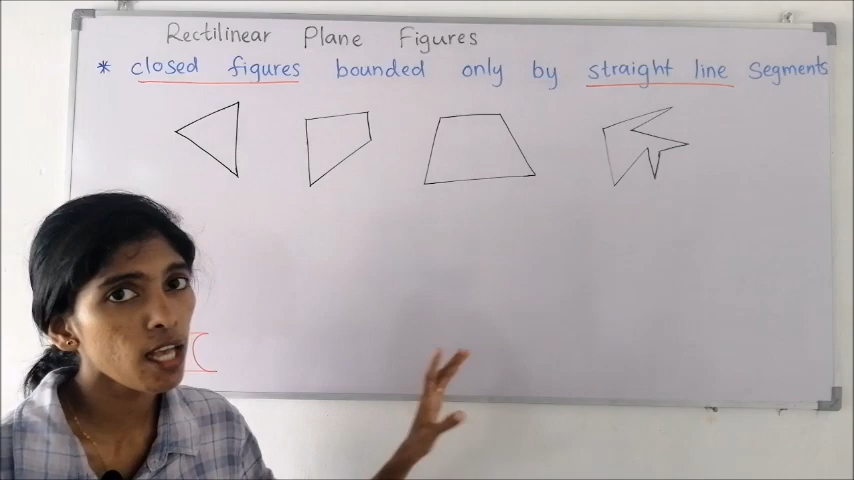 Rectilinear Plane Figures
* closed figures bounded only by straight line segments